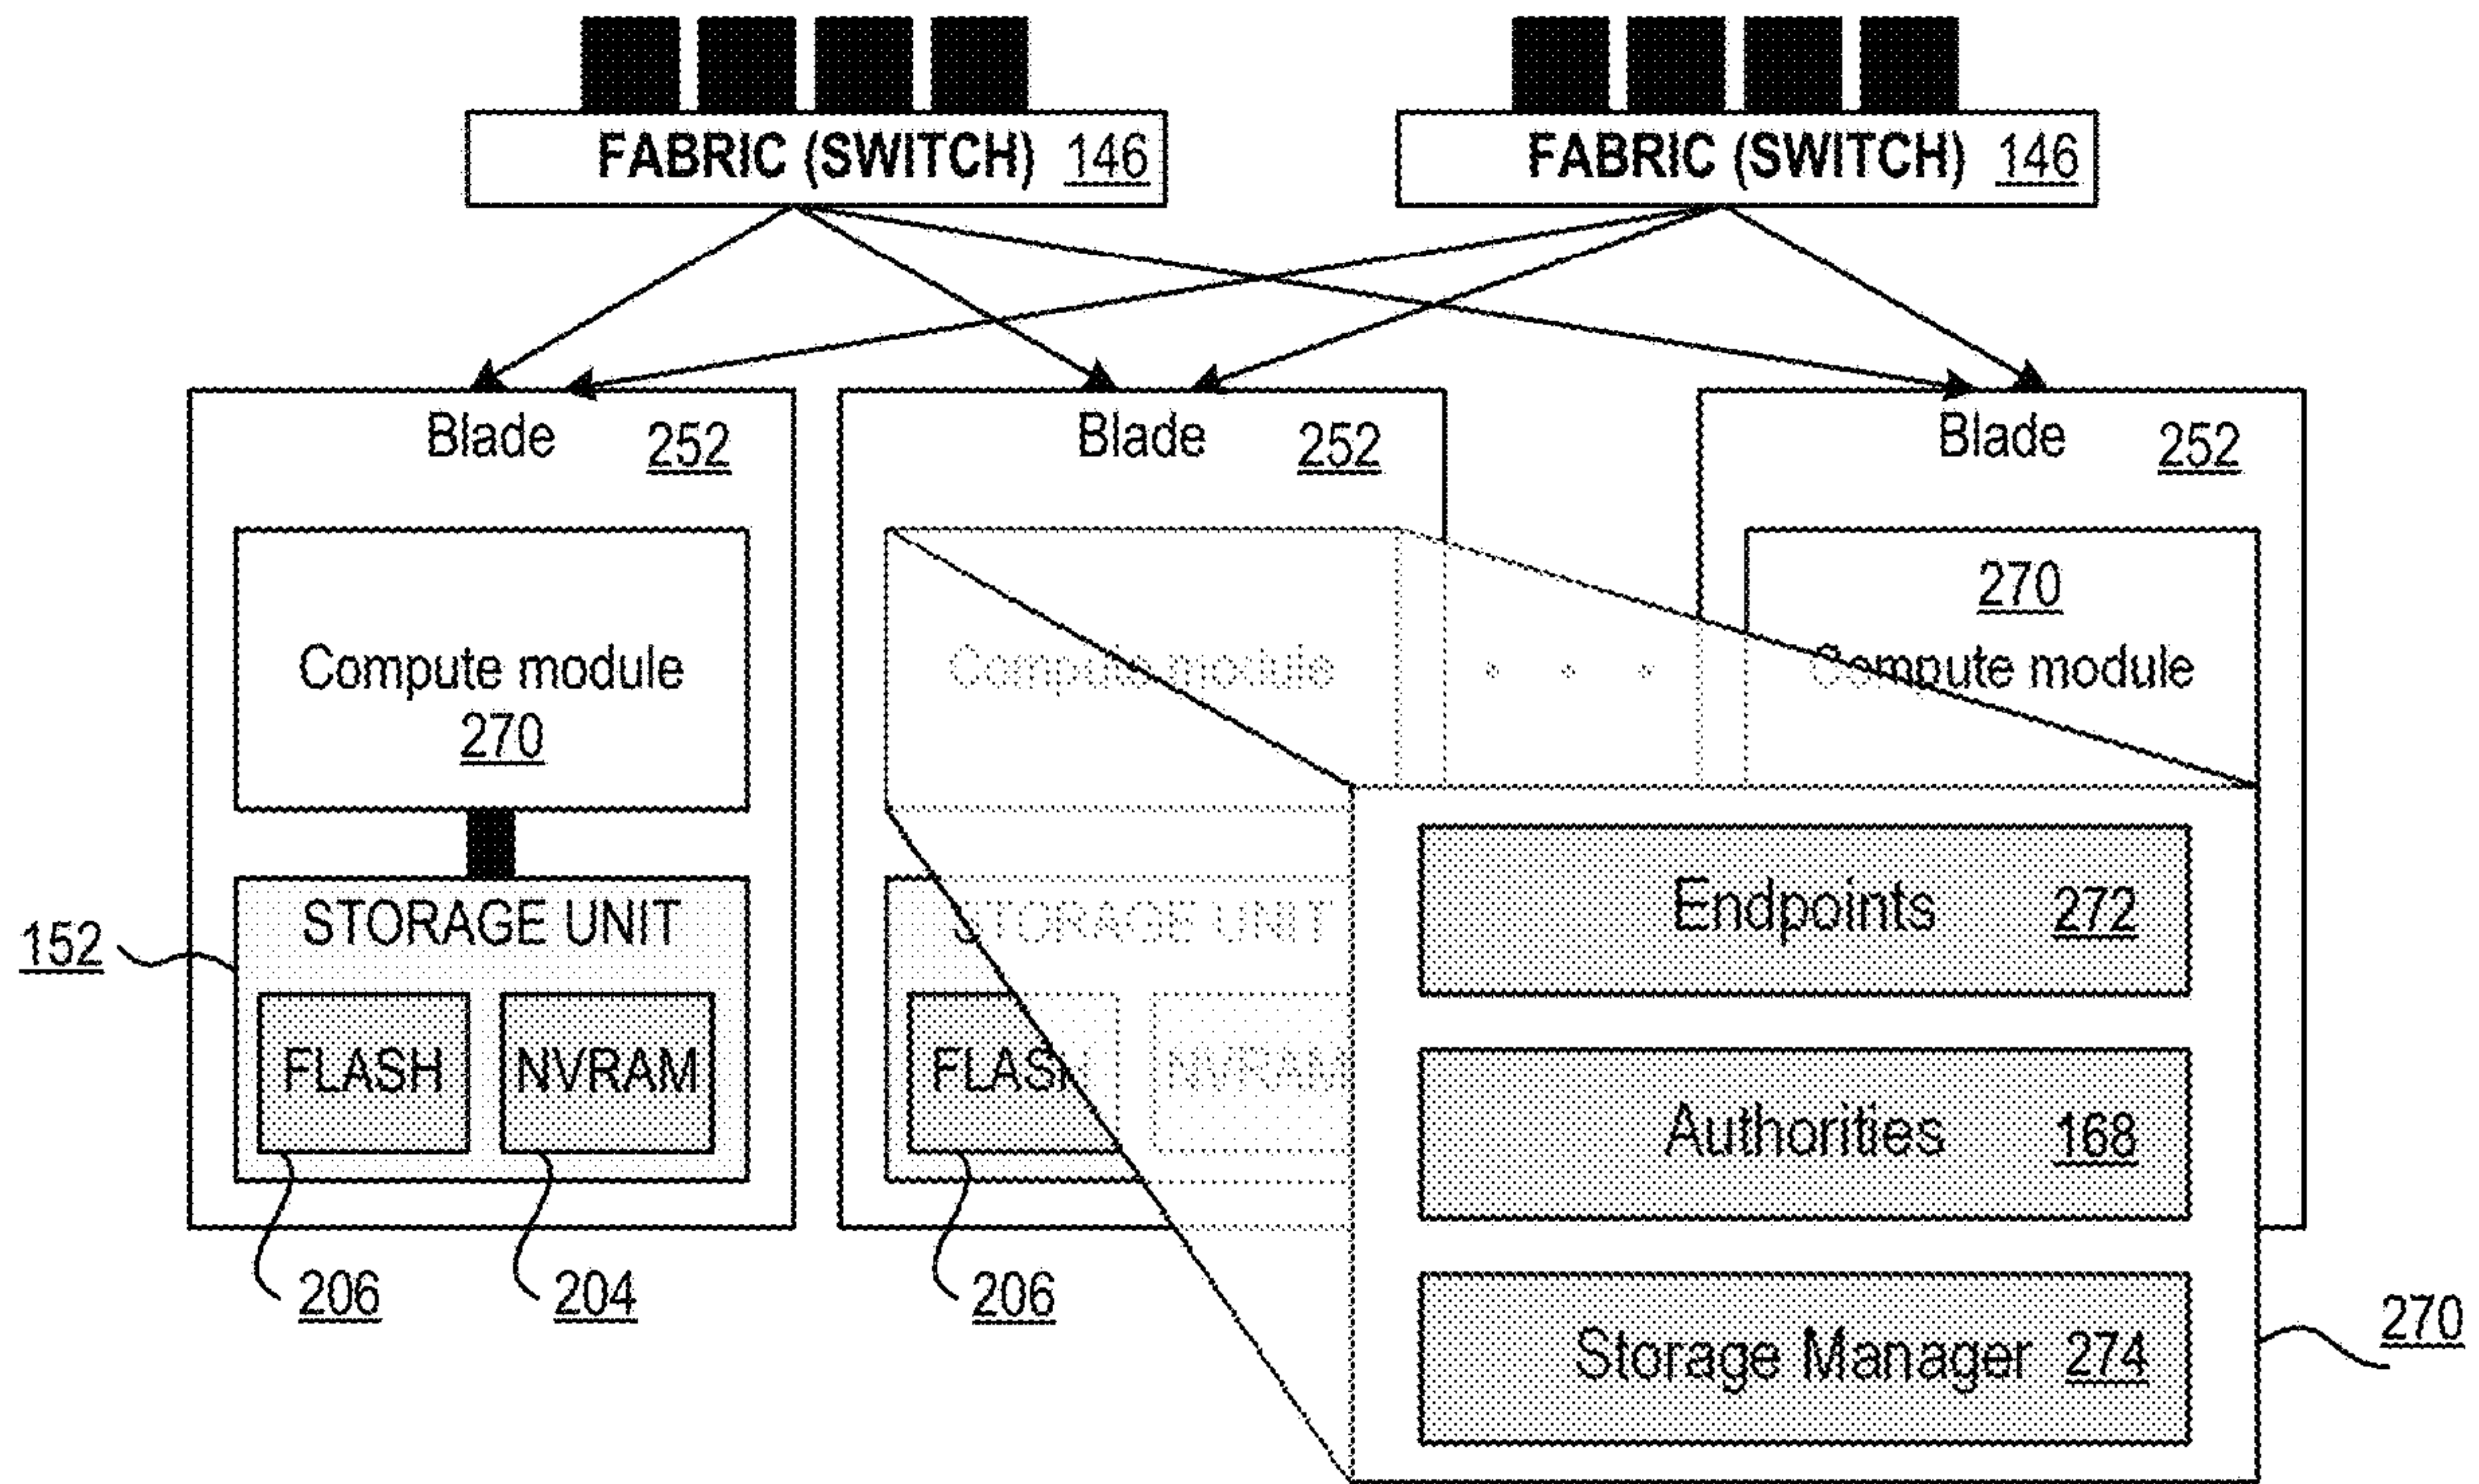 FABRIC (SWITCH) 146
FABRIC (SWITCH) 146
Blade 252
Blade 252
Blade 252
Compute module
270
Compute module
. . .
270
Compute module
152
STORAGE UNIT
FLASH
NVRAM
206
204
STORAGE UNIT
FLASH
NVRAM
206
Endpoints 272
Authorities 168
Storage Manager 274
270